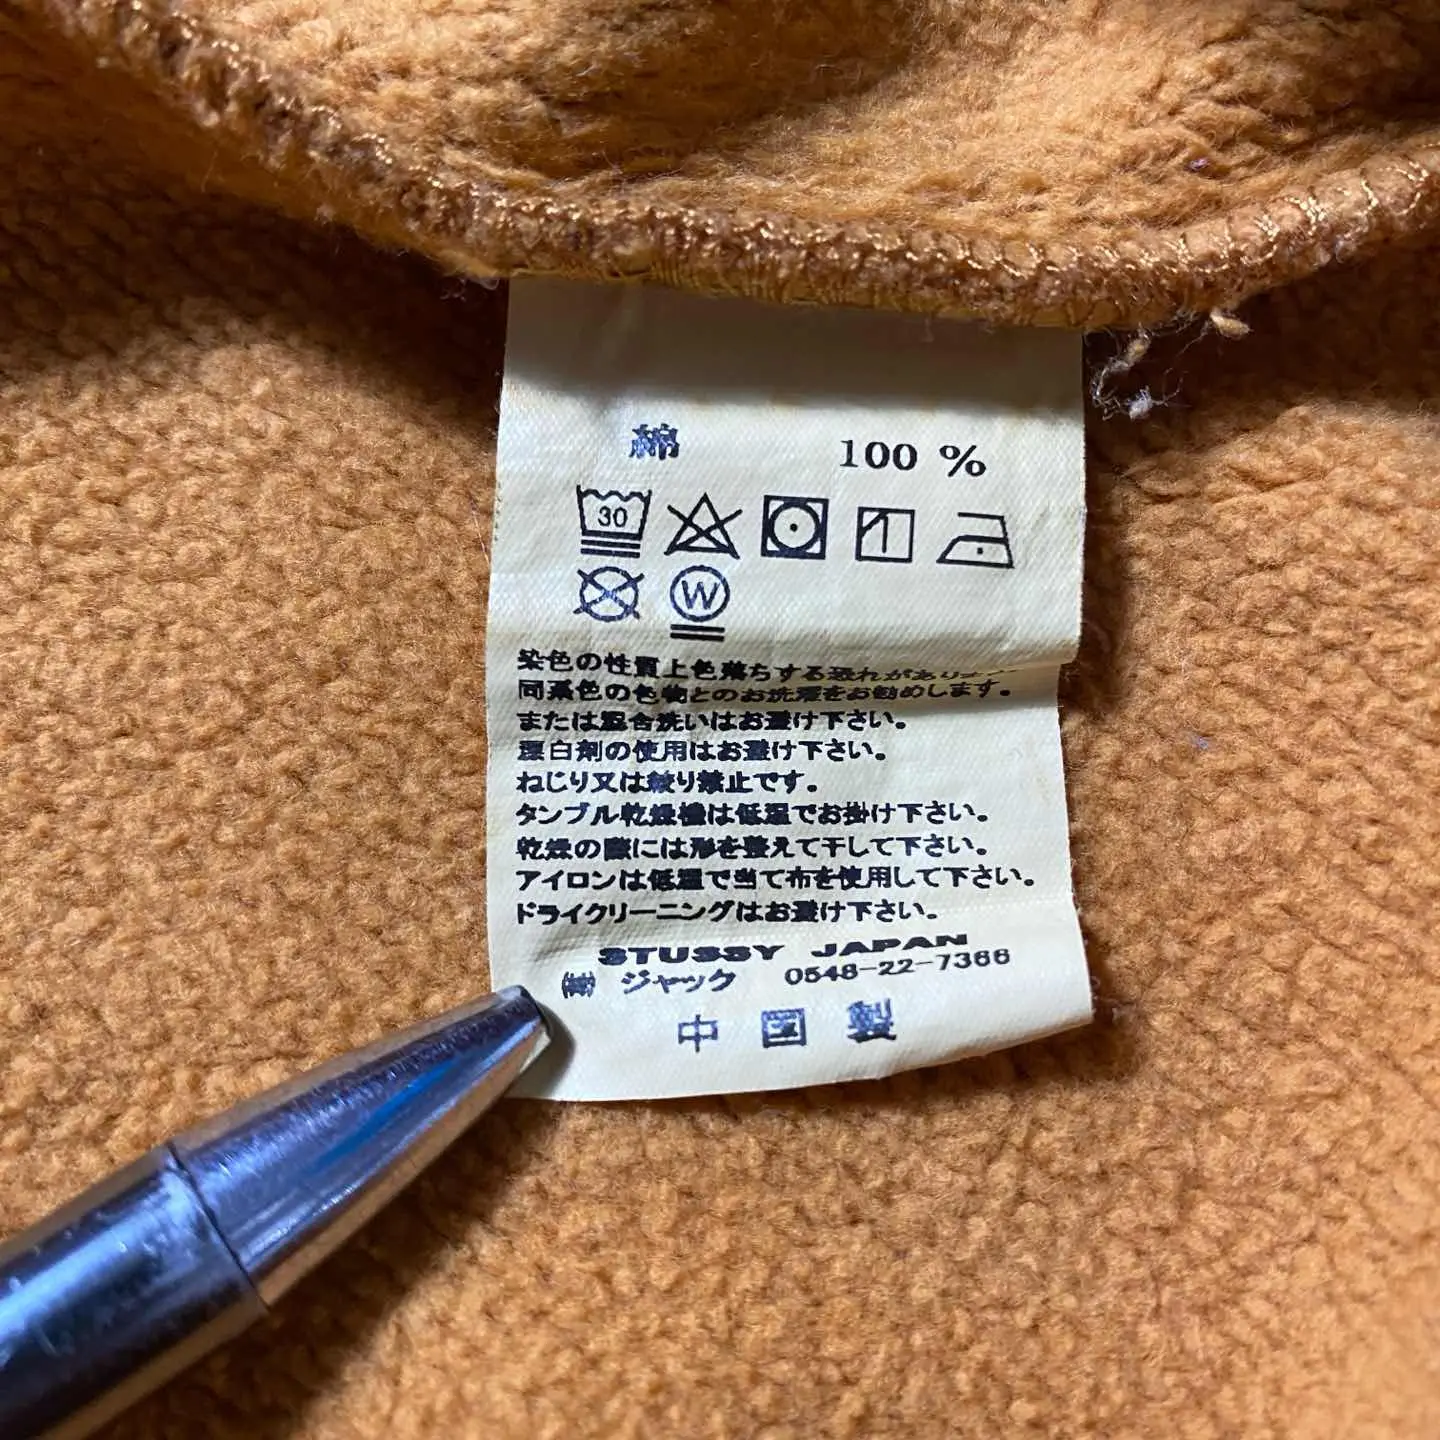 綿 100 %
30
W
染色の性質上色落ちする恐れがあります。
同系色の色物とのお洗濯をお勧めします。
または混合洗いはお避け下さい。
漂白剤の使用はお避け下さい。
ねじり又は絞り禁止です。
タンブル乾燥機は低温でお掛け下さい。
乾燥の際には形を整えて干して下さい。
アイロンは低温で当て布を使用して下さい。
ドライクリーニングはお避け下さい。
STUSSY JAPAN
ジャック 0548-22-7366
中国製